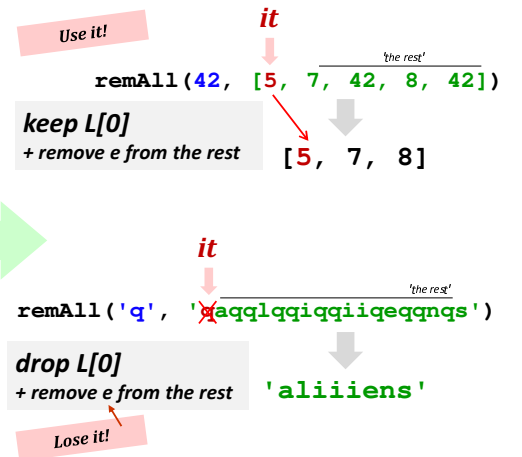 Use it!
it
'the rest'
remAll(42, [5, 7, 42, 8, 42])
keep L[0]
+ remove e from the rest
[5, 7, 8]
it
'the rest'
remAll('q', 'qaqqlqqiqqiiqeqqnqs')
drop L[0]
+ remove e from the rest
'aliiiens'
Lose it!